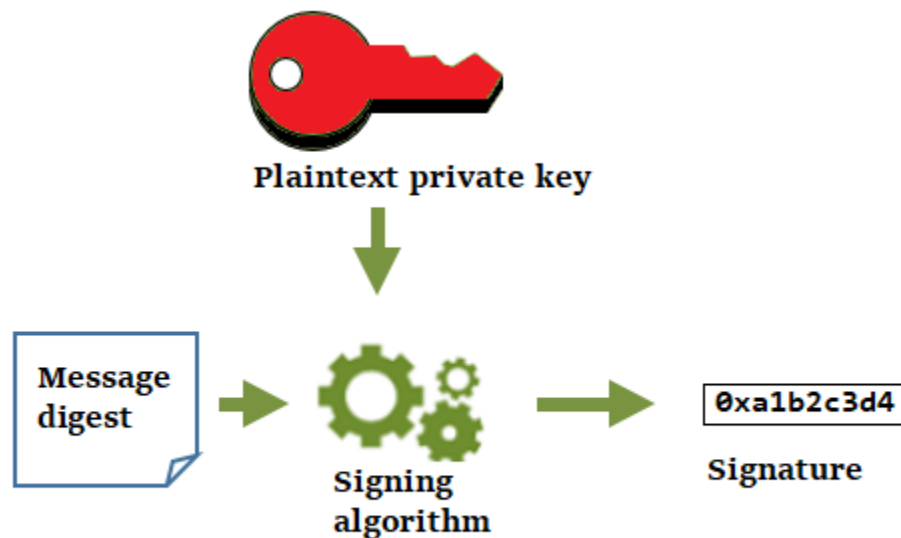 Plaintext private key
Message
digest
Signing
algorithm
0xa1b2c3d4
Signature